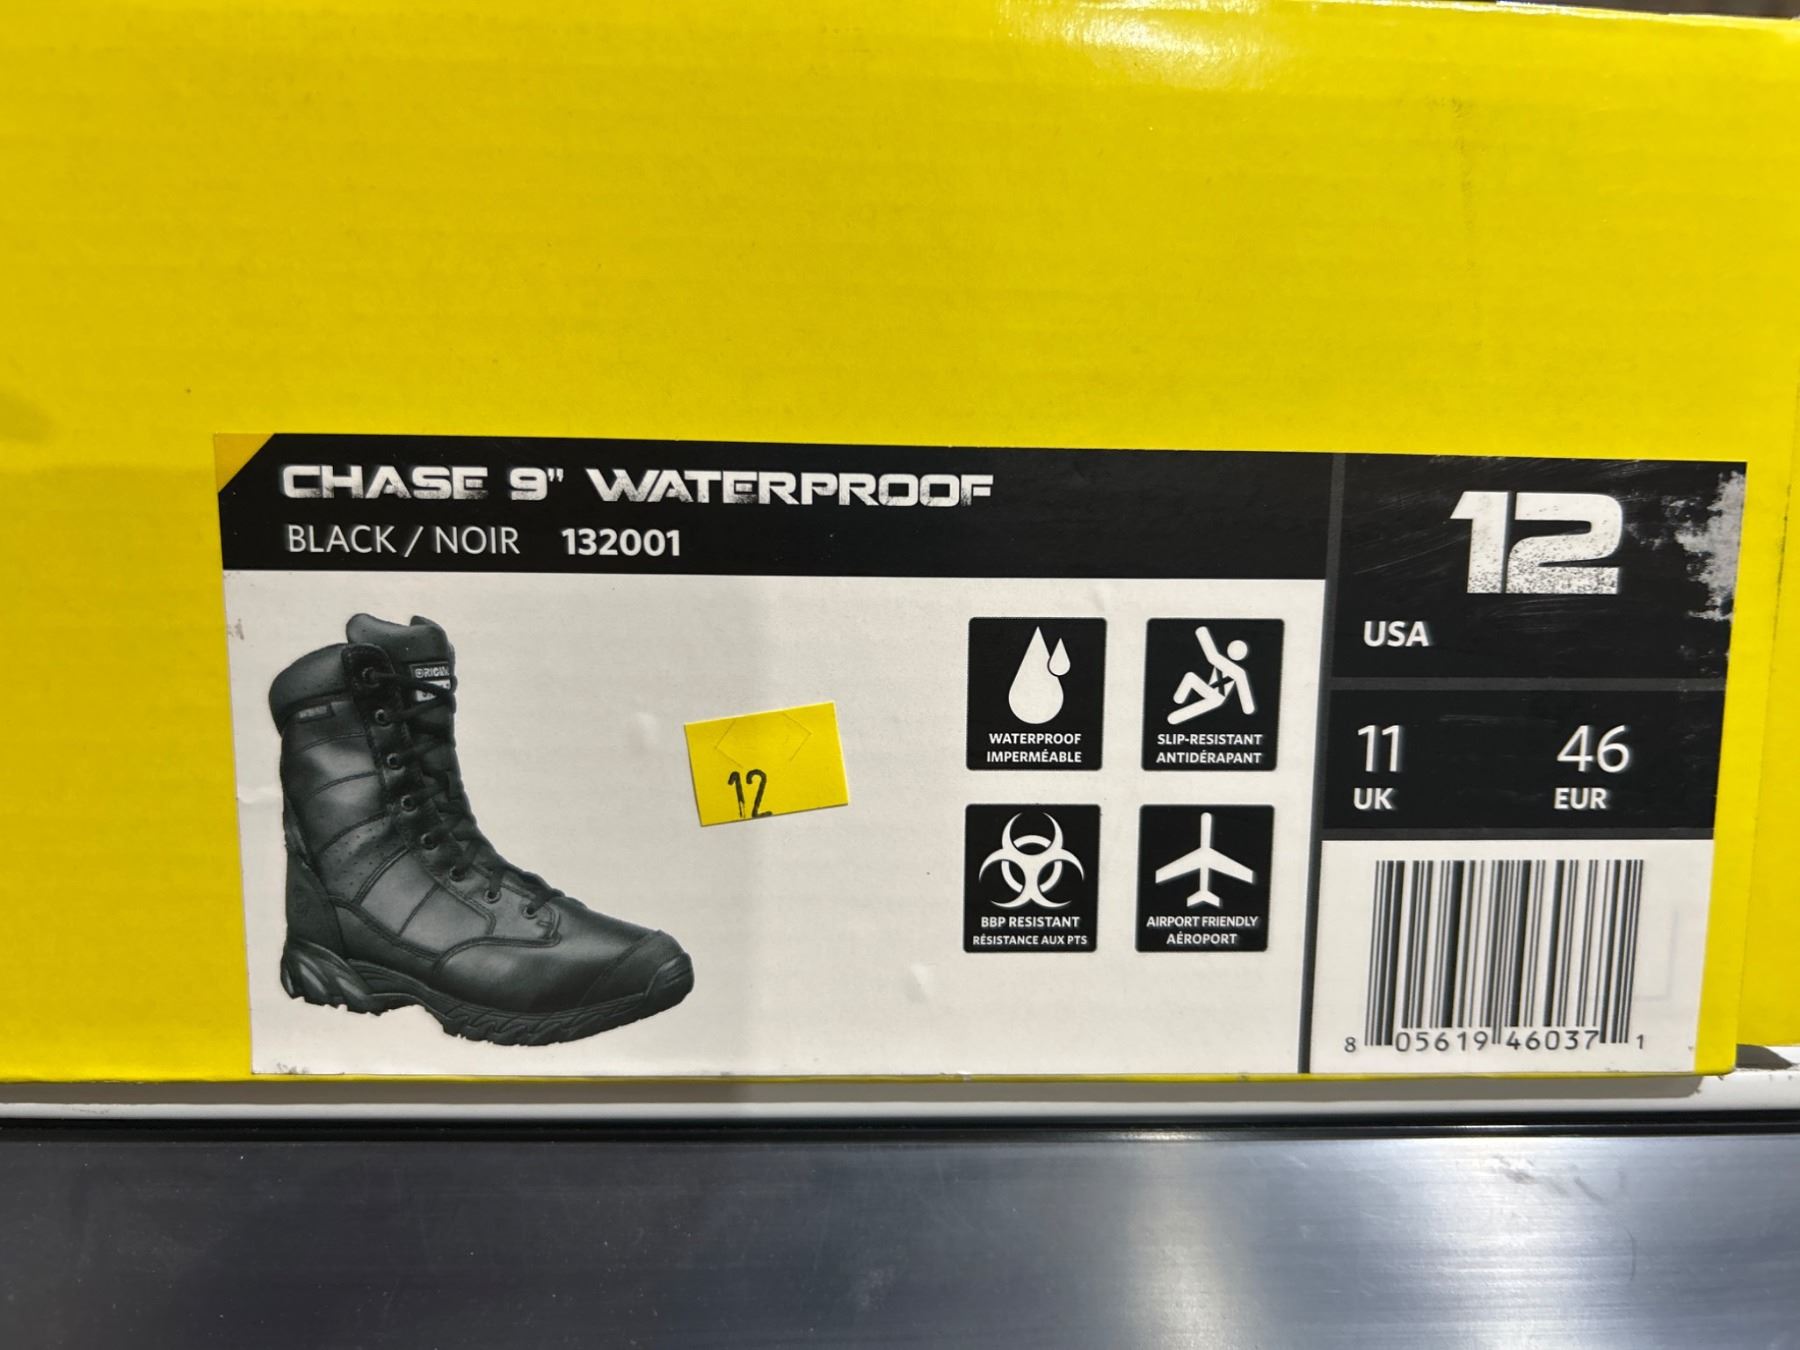 CHASE 9" WATERPROOF
BLACK / NOIR 132001
12
USA
11
UK
46
EUR
12
WATERPROOF
IMPERMÉABLE
SLIP-RESISTANT
ANTIDÉRAPANT
BBP RESISTANT
RÉSISTANCE AUX PTS
AIRPORT FRIENDLY
AÉROPORT
8 05619 46037 1